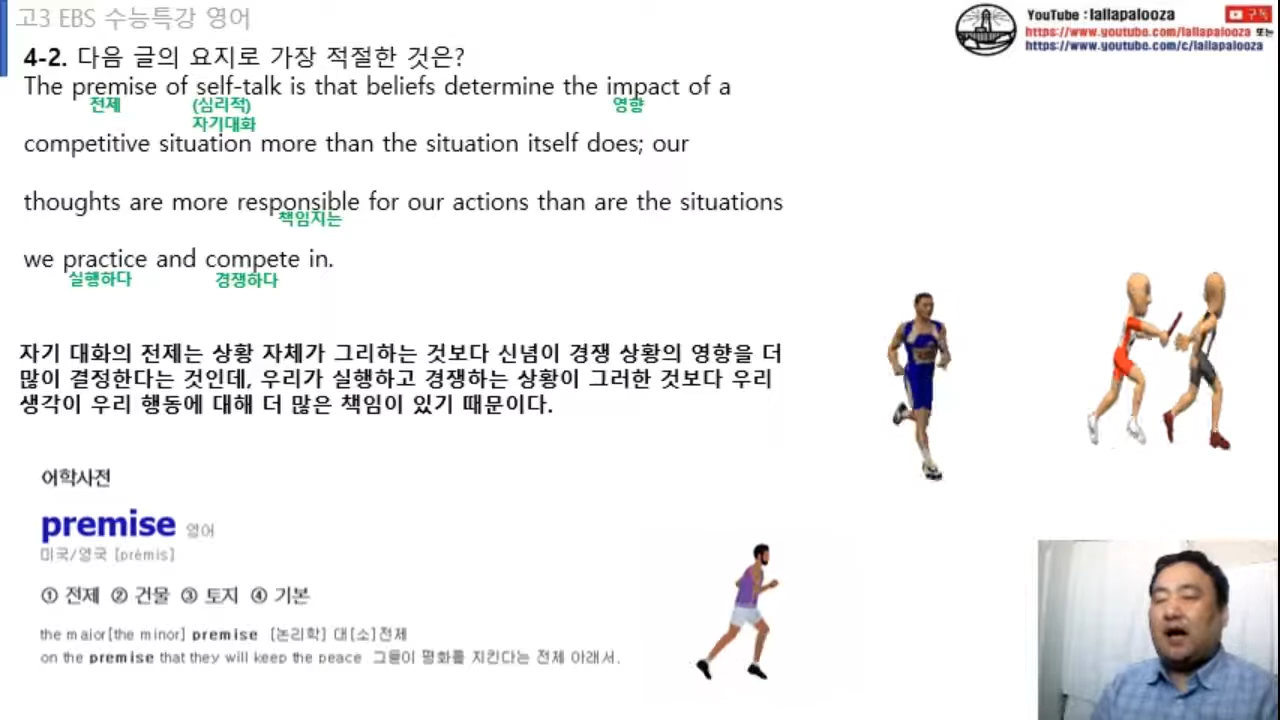 고3 EBS 수능특강 영어
YouTube : lallapalooza
구독
https://www.youtube.com/lallapalooza 또는
https://www.youtube.com/c/lallapalooza
4-2. 다음 글의 요지로 가장 적절한 것은?
The premise of self-talk is that beliefs determine the impact of a
전제 (심리적) 영향
자기대화
competitive situation more than the situation itself does; our
thoughts are more responsible for our actions than are the situations
책임지는
we practice and compete in.
실행하다 경쟁하다
자기 대화의 전제는 상황 자체가 그리하는 것보다 신념이 경쟁 상황의 영향을 더
많이 결정한다는 것인데, 우리가 실행하고 경쟁하는 상황이 그러한 것보다 우리
생각이 우리 행동에 대해 더 많은 책임이 있기 때문이다.
어학사전
premise 영어
미국/영국 [prémis]
① 전제 ② 건물 ③ 토지 ④ 기본
the major[the minor] premise [논리학] 대[소]전제
on the premise that they will keep the peace 그들이 평화를 지킨다는 전제 아래서.